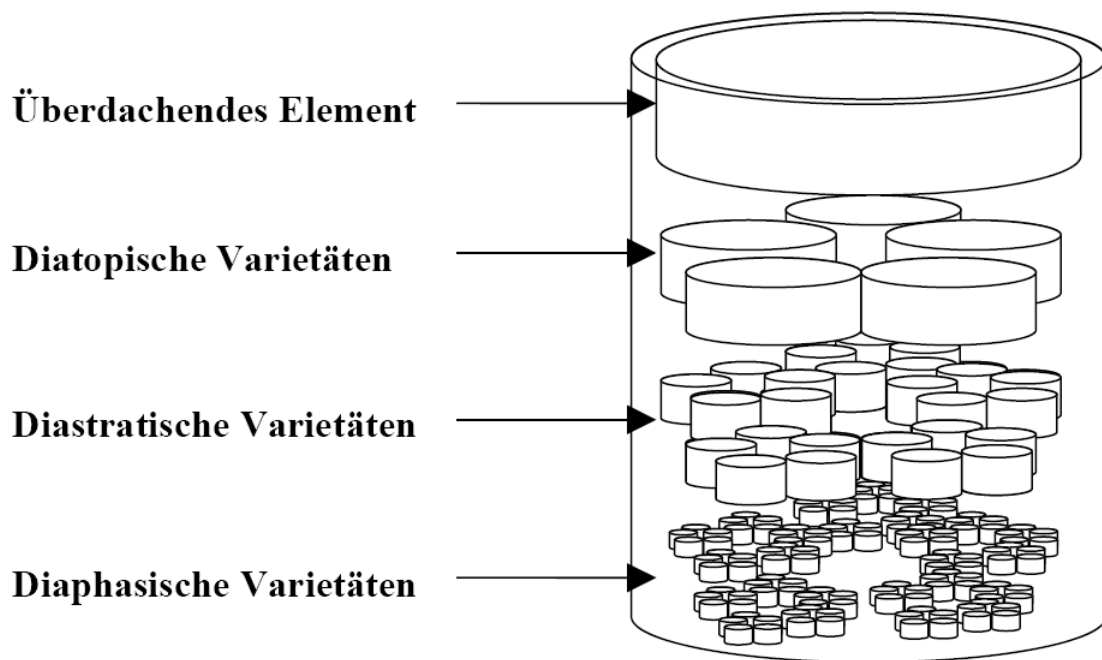 Überdachendes Element
Diatopische Varietäten
Diastratische Varietäten
Diaphasische Varietäten